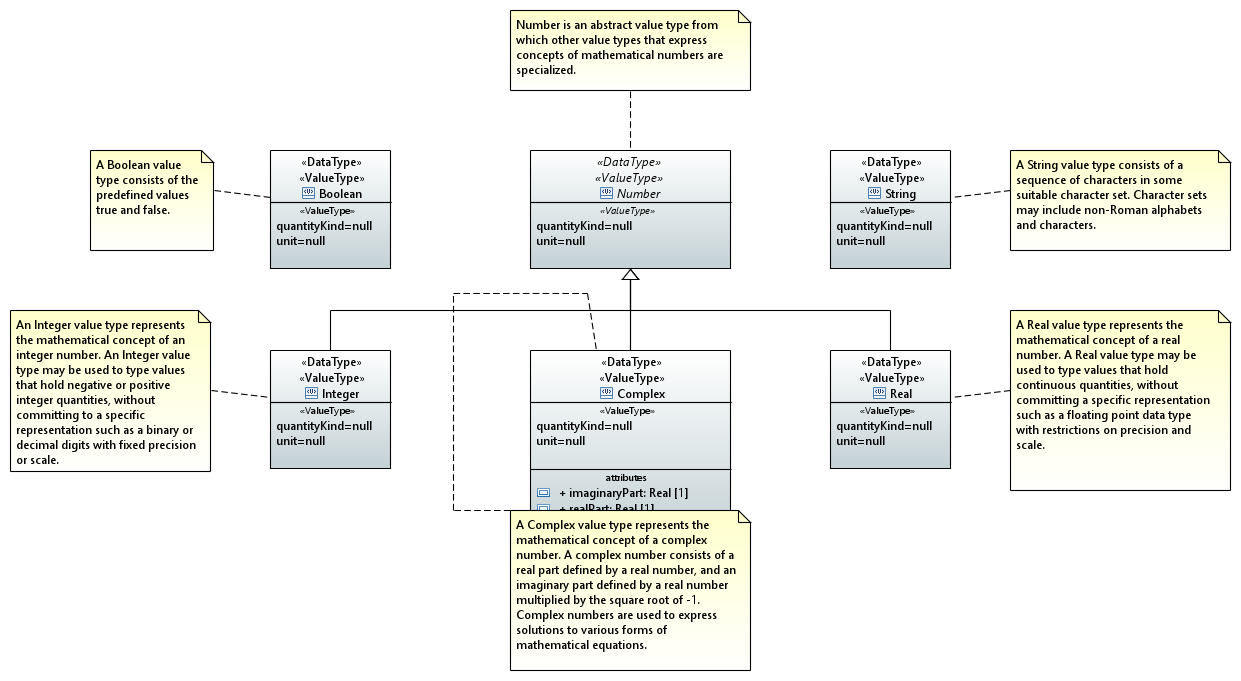 Number is an abstract value type from
which other value types that express
concepts of mathematical numbers are
specialized.
A Boolean value
type consists of the
predefined values
true and false.
«DataType»
«ValueType»
Boolean
«ValueType»
quantityKind=null
unit=null
«DataType»
«ValueType»
Number
«ValueType»
quantityKind=null
unit=null
«DataType»
«ValueType»
String
«ValueType»
quantityKind=null
unit=null
A String value type consists of a
sequence of characters in some
suitable character set. Character sets
may include non-Roman alphabets
and characters.
An Integer value type represents
the mathematical concept of an
integer number. An Integer value
type may be used to type values
that hold negative or positive
integer quantities, without
committing to a specific
representation such as a binary or
decimal digits with fixed precision
or scale.
«DataType»
«ValueType»
Integer
«ValueType»
quantityKind=null
unit=null
«DataType»
«ValueType»
Complex
«ValueType»
quantityKind=null
unit=null
attributes
+ imaginaryPart: Real [1]
+ realPart: Real [1]
«DataType»
«ValueType»
Real
«ValueType»
quantityKind=null
unit=null
A Real value type represents the
mathematical concept of a real
number. A Real value type may be
used to type values that hold
continuous quantities, without
committing a specific representation
such as a floating point data type
with restrictions on precision and
scale.
A Complex value type represents the
mathematical concept of a complex
number. A complex number consists of a
real part defined by a real number, and an
imaginary part defined by a real number
multiplied by the square root of -1.
Complex numbers are used to express
solutions to various forms of
mathematical equations.